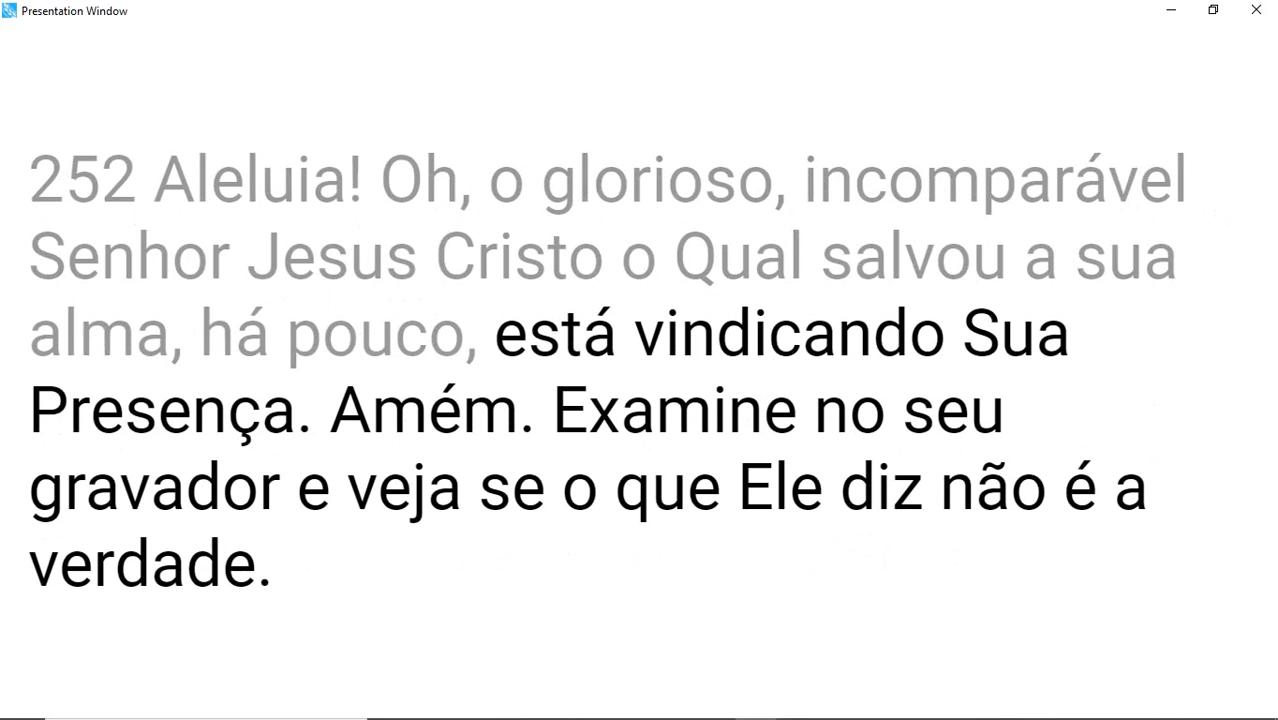 Presentation Window
252 Aleluia! Oh, o glorioso, incomparável
Senhor Jesus Cristo o Qual salvou a sua
alma, há pouco, está vindicando Sua
Presença. Amém. Examine no seu
gravador e veja se o que Ele diz não é a
verdade.